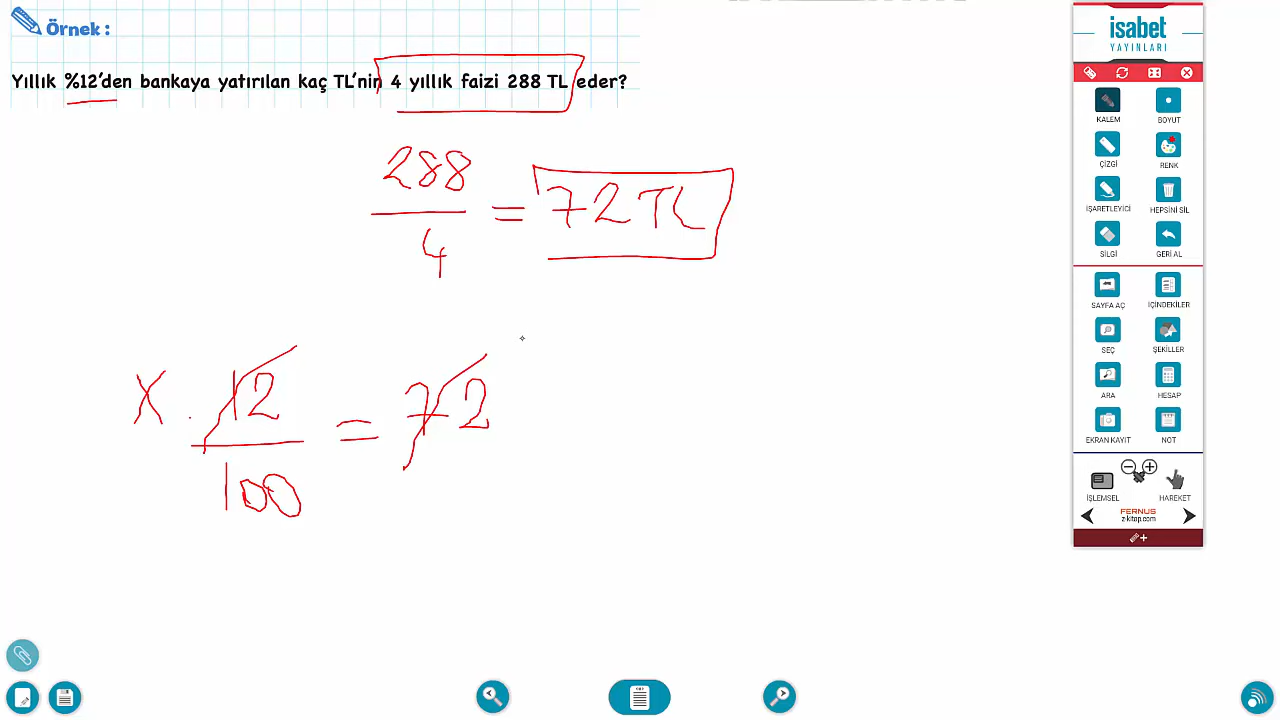 Örnek :
Yıllık %12'den bankaya yatırılan kaç TL'nin 4 yıllık faizi 288 TL eder?
288
= 72 TL
4
X . 12 = 72
100
isabet
YAYINLARI
KALEM BOYUT
ÇİZGİ RENK
İŞARETLEYİCİ HEPSİNİ SİL
SİLGİ GERİ AL
SAYFA AÇ İÇİNDEKİLER
SEÇ ŞEKİLLER
ARA HESAP
EKRAN KAYIT NOT
İŞLEMSEL HAREKET
FERNUS
z-kitap.com